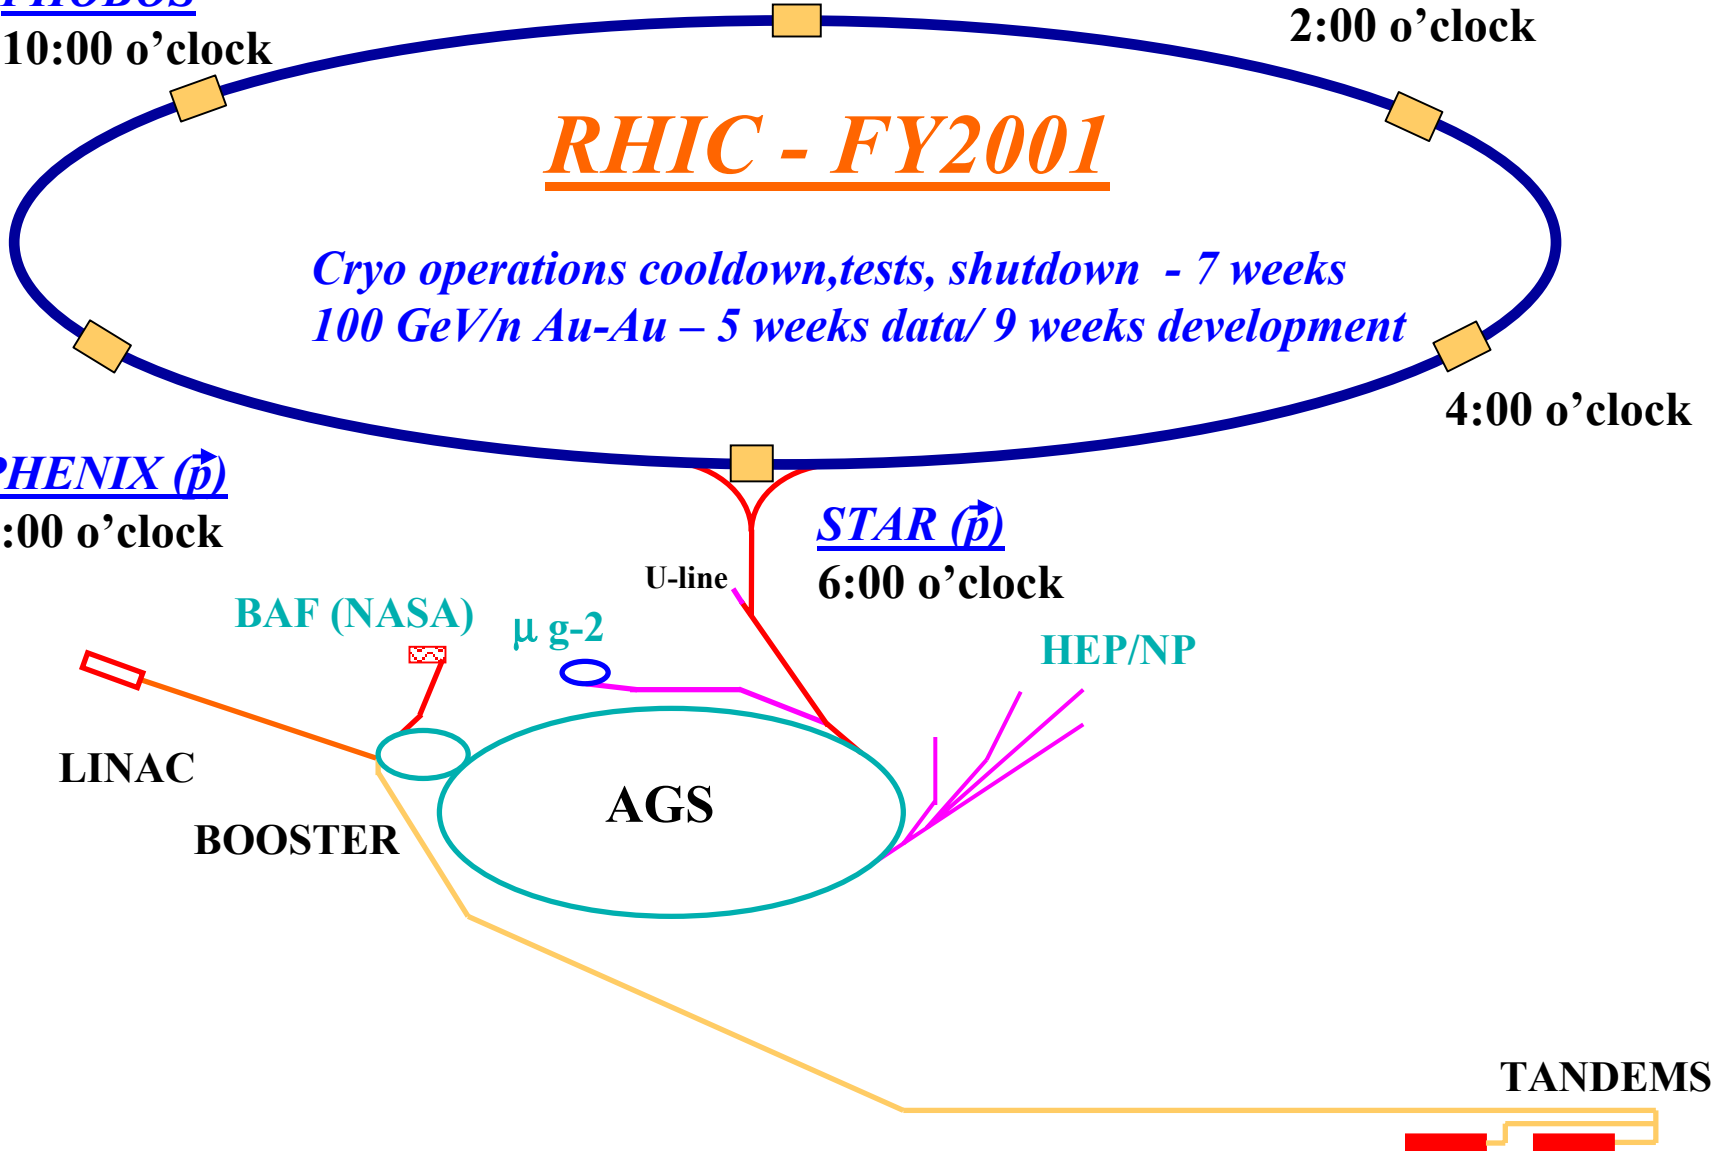 PHOBOS
10:00 o’clock
2:00 o’clock
RHIC - FY2001
Cryo operations cooldown,tests, shutdown - 7 weeks
100 GeV/n Au-Au – 5 weeks data/ 9 weeks development
4:00 o’clock
PHENIX (p⃗)
:00 o’clock
STAR (p⃗)
6:00 o’clock
U-line
BAF (NASA)
μ g-2
HEP/NP
LINAC
AGS
BOOSTER
TANDEMS